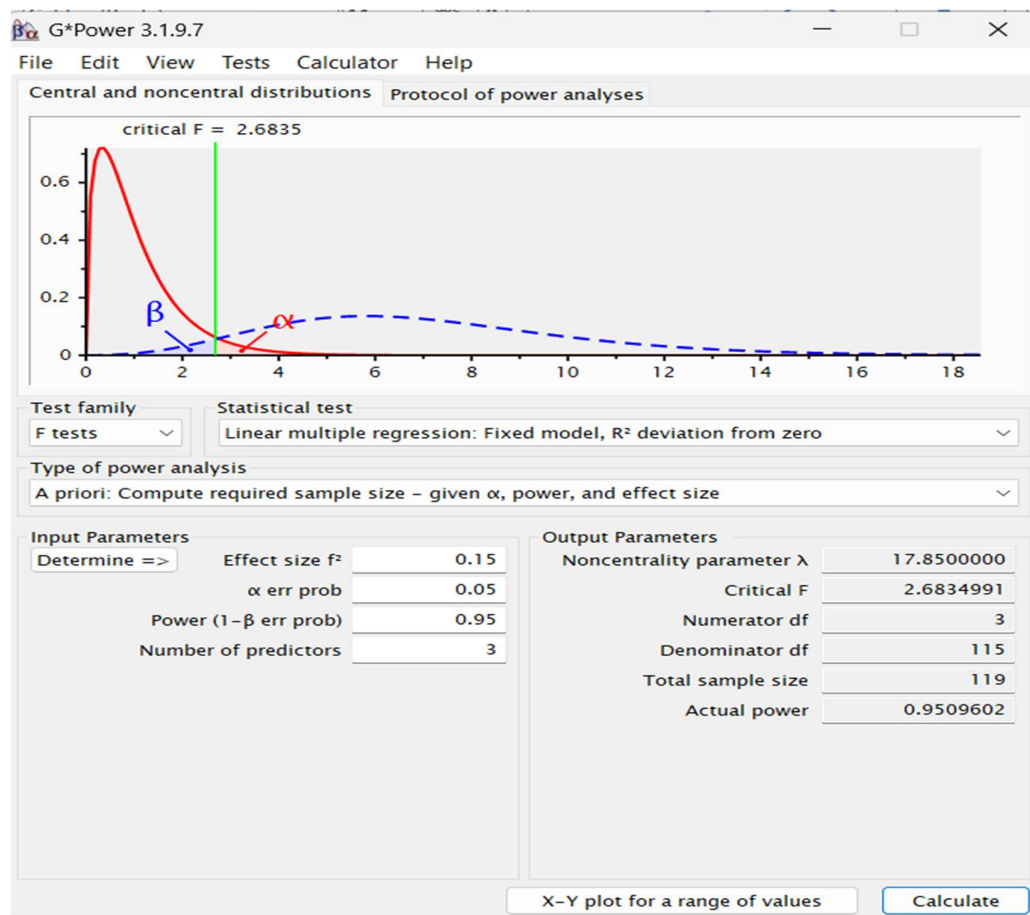 G*Power 3.1.9.7
File Edit View Tests Calculator Help
Central and noncentral distributions Protocol of power analyses
critical F = 2.6835
0.6
0.4
0.2
0
β
α
0 2 4 6 8 10 12 14 16 18
Test family Statistical test
F tests Linear multiple regression: Fixed model, R² deviation from zero
Type of power analysis
A priori: Compute required sample size – given α, power, and effect size
Input Parameters
Determine => Effect size f² 0.15
α err prob 0.05
Power (1-β err prob) 0.95
Number of predictors 3
Output Parameters
Noncentrality parameter λ 17.8500000
Critical F 2.6834991
Numerator df 3
Denominator df 115
Total sample size 119
Actual power 0.9509602
X-Y plot for a range of values Calculate